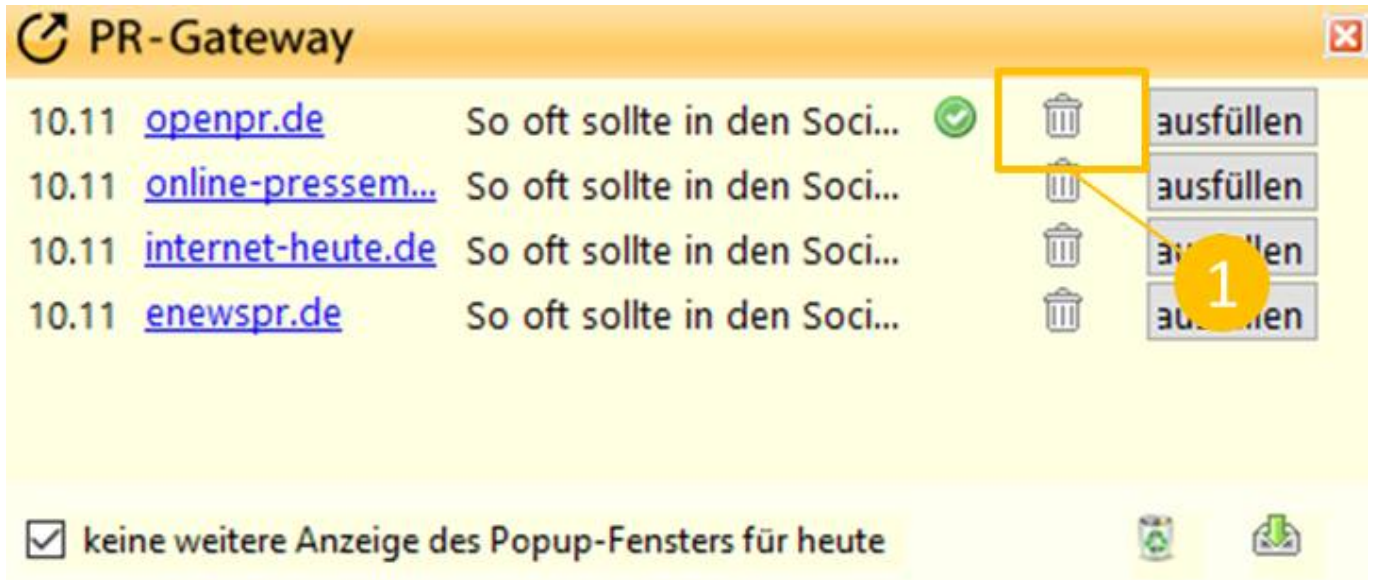 PR-Gateway
10.11 openpr.de So oft sollte in den Soci... ausfüllen
10.11 online-pressem... So oft sollte in den Soci... ausfüllen
10.11 internet-heute.de So oft sollte in den Soci...
10.11 enewspr.de So oft sollte in den Soci...
1
keine weitere Anzeige des Popup-Fensters für heute